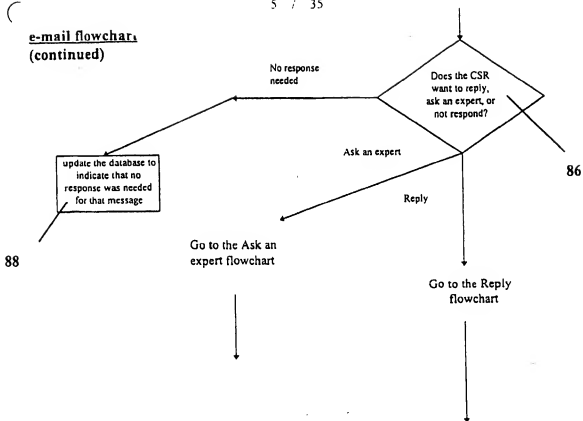 5 / 35
e-mail flowchart
(continued)
No response
needed
Does the CSR
want to reply,
ask an expert, or
not respond?
86
update the database to
indicate that no
response was needed
for that message
88
Ask an expert
Reply
Go to the Ask an
expert flowchart
Go to the Reply
flowchart